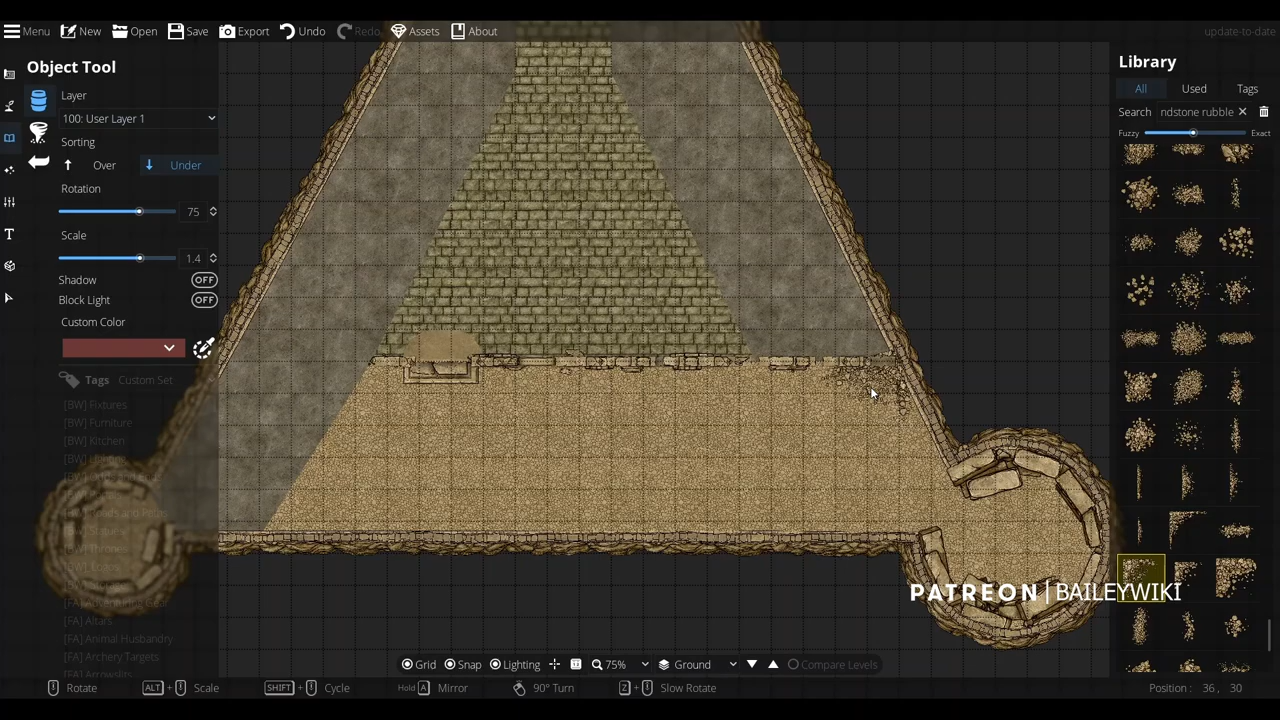 Menu New Open Save Export Undo Redo Assets About update-to-date
Object Tool
Layer
100: User Layer 1
Sorting
Over Under
Rotation
75
Scale
1.4
Shadow OFF
Block Light OFF
Custom Color
Tags Custom Set
[BW] Fixtures
[BW] Furniture
[BW] Kitchen
[FA] Altars
[FA] Animal Husbandry
[FA] Archery Targets
Library
All Used Tags
Search ndstone rubble
Fuzzy Exact
PATREON | BAILEYWIKI
Grid Snap Lighting 75% Ground Compare Levels
Rotate ALT + Scale SHIFT + Cycle Hold A Mirror 90° Turn Z + Slow Rotate Position : 36 , 30